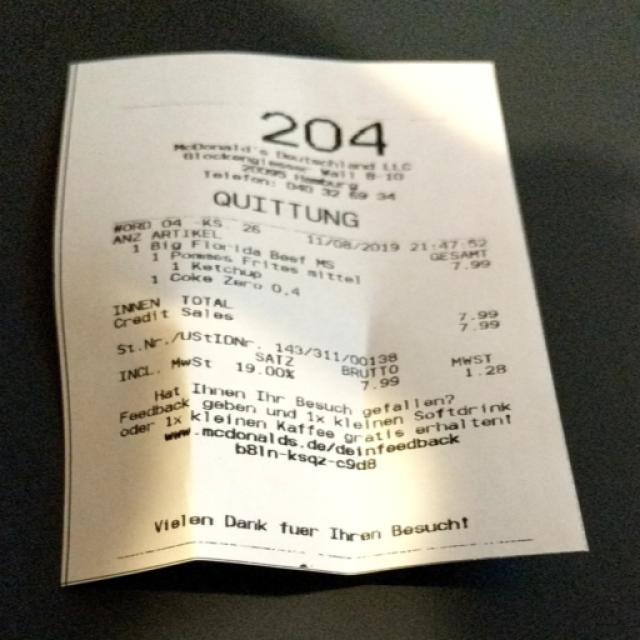 204
McDonald's Deutschland LLC
Glockengiesser Wall 8-10
20095 Hamburg
Telefon: 040 32 69 34
QUITTUNG
#ORD 04 KS. 26 11/08/2019 21:47:52
ANZ ARTIKEL GESAMT
1 Big Florida Beef MS 7.99
1 Pommes Frites mittel
1 Ketchup
1 Coke Zero 0,4
INNEN TOTAL 7.99
Credit Sales 7.99
St.Nr./UStIDNr. 143/311/00138
SATZ BRUTTO MWST
INCL. MwSt 19.00% 7.99 1.28
Hat Ihnen Ihr Besuch gefallen?
Feedback geben und 1x kleinen Softdrink
oder 1x kleinen Kaffee gratis erhalten!
www.mcdonalds.de/deinfeedback
b8ln-ksqz-c9d8
Vielen Dank fuer Ihren Besuch!